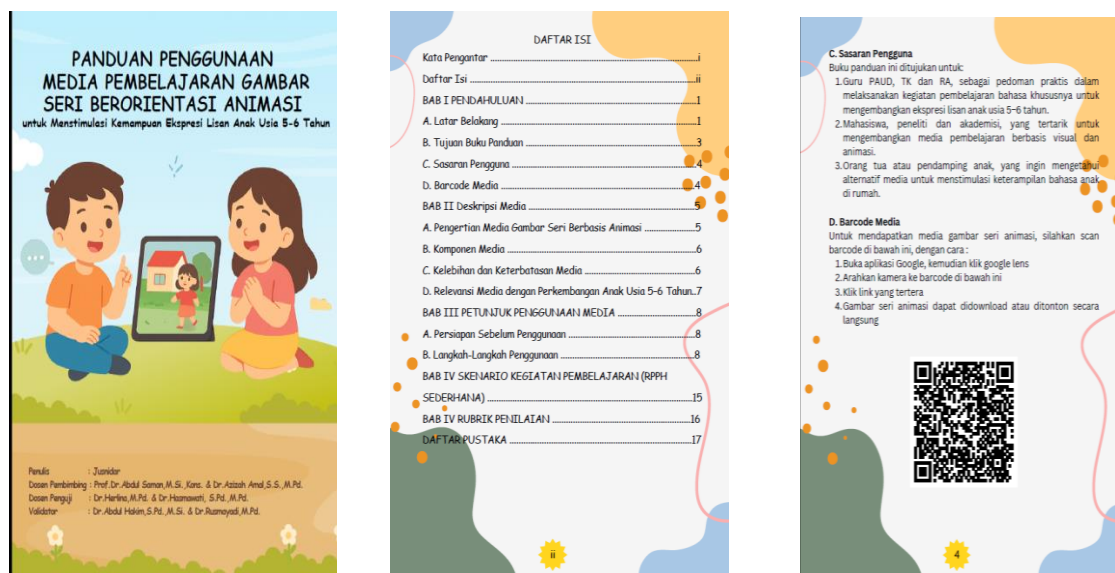 PANDUAN PENGGUNAAN
MEDIA PEMBELAJARAN GAMBAR
SERI BERORIENTASI ANIMASI
untuk Menstimulasi Kemampuan Ekspresi Lisan Anak Usia 5-6 Tahun
Penulis : Jusnidar
Dosen Pembimbing : Prof.Dr.Abdul Saman,M.Si.,Kons. & Dr.Azizah Amal,S.S.,M.Pd.
Dosen Penguji : Dr.Herlina,M.Pd. & Dr.Hasmawati, S.Pd.,M.Pd.
Validator : Dr.Abdul Hakim,S.Pd.,M.Si. & Dr.Rusmayadi,M.Pd.
DAFTAR ISI
Kata Pengantar ....i
Daftar Isi ....ii
BAB I PENDAHULUAN ....1
A. Latar Belakang ....1
B. Tujuan Buku Panduan ....3
C. Sasaran Pengguna ....4
D. Barcode Media ....4
BAB II Deskripsi Media ....5
A. Pengertian Media Gambar Seri Berbasis Animasi ....5
B. Komponen Media ....6
C. Kelebihan dan Keterbatasan Media ....6
D. Relevansi Media dengan Perkembangan Anak Usia 5-6 Tahun..7
BAB III PETUNJUK PENGGUNAAN MEDIA ....8
A. Persiapan Sebelum Penggunaan ....8
B. Langkah-Langkah Penggunaan ....8
BAB IV SKENARIO KEGIATAN PEMBELAJARAN (RPPH
SEDERHANA) ....15
BAB IV RUBRIK PENILAIAN ....16
DAFTAR PUSTAKA ....17
ii
C. Sasaran Pengguna
Buku panduan ini ditujukan untuk:
1.Guru PAUD, TK dan RA, sebagai pedoman praktis dalam
melaksanakan kegiatan pembelajaran bahasa khususnya untuk
mengembangkan ekspresi lisan anak usia 5–6 tahun.
2.Mahasiswa, peneliti dan akademisi, yang tertarik untuk
mengembangkan media pembelajaran berbasis visual dan
animasi.
3.Orang tua atau pendamping anak, yang ingin mengetahui
alternatif media untuk menstimulasi keterampilan bahasa anak
di rumah.
D. Barcode Media
Untuk mendapatkan media gambar seri animasi, silahkan scan
barcode di bawah ini, dengan cara :
1.Buka aplikasi Google, kemudian klik google lens
2.Arahkan kamera ke barcode di bawah ini
3.Klik link yang tertera
4.Gambar seri animasi dapat didownload atau ditonton secara
langsung
4